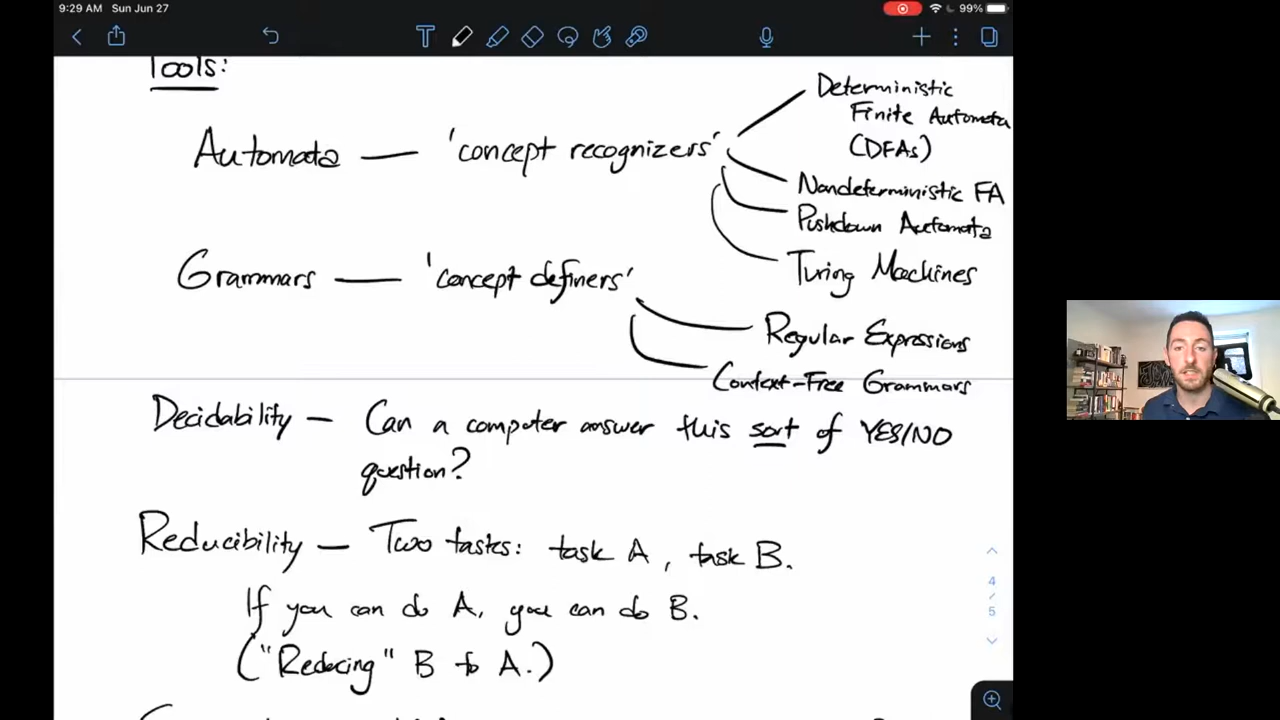 9:29 AM Sun Jun 27
99%
Tools:
Automata — 'concept recognizers'
Deterministic
Finite Automata
(DFAs)
Nondeterministic FA
Pushdown Automata
Turing Machines
Grammars — 'concept definers'
Regular Expressions
Context-Free Grammars
Decidability — Can a computer answer this sort of YES/NO
question?
Reducibility — Two tasks: task A, task B.
If you can do A, you can do B.
("Reducing" B to A.)
4
/
5